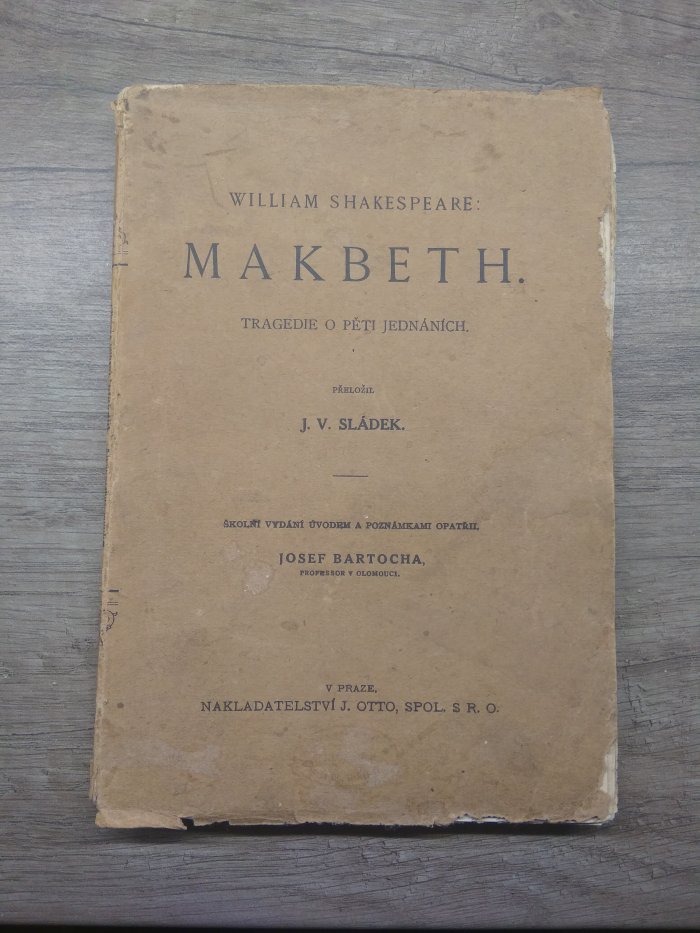 WILLIAM SHAKESPEARE:
MAKBETH.
TRAGEDIE O PĚTI JEDNÁNÍCH.
PŘELOŽIL
J. V. SLÁDEK.
ŠKOLNÍ VYDÁNÍ ÚVODEM A POZNÁMKAMI OPATŘIL
JOSEF BARTOCHA,
PROFESSOR V OLOMOUCI.
V PRAZE,
NAKLADATELSTVÍ J. OTTO, SPOL. S R. O.